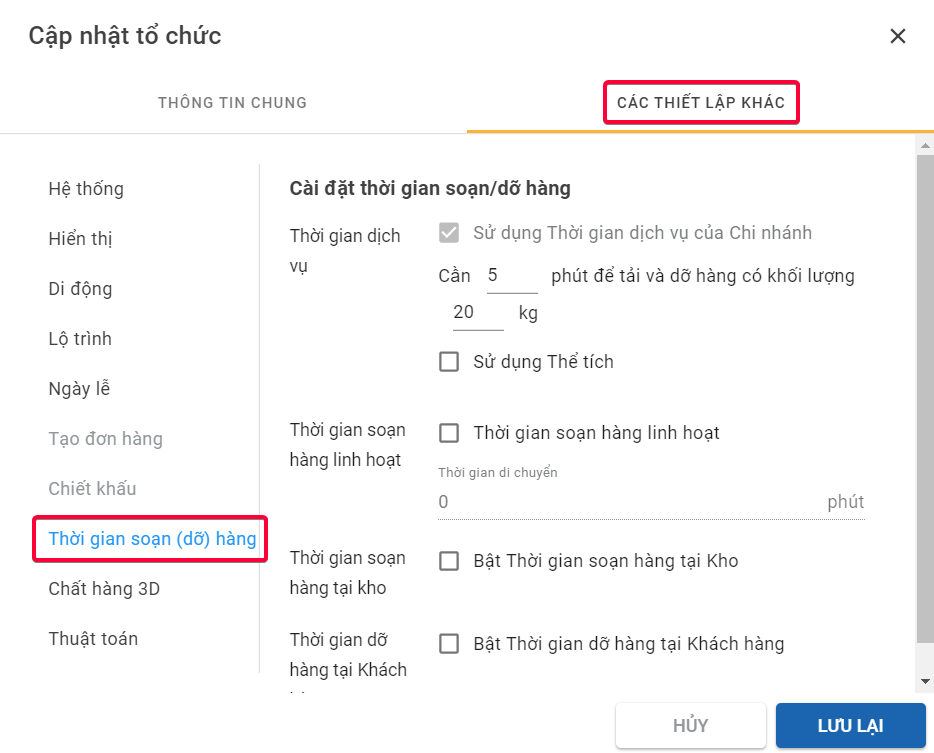 Cập nhật tổ chức
THÔNG TIN CHUNG
CÁC THIẾT LẬP KHÁC
Hệ thống
Hiển thị
Di động
Lộ trình
Ngày lễ
Tạo đơn hàng
Chiết khấu
Thời gian soạn (dỡ) hàng
Chất hàng 3D
Thuật toán
Cài đặt thời gian soạn/dỡ hàng
Thời gian dịch
vụ
Sử dụng Thời gian dịch vụ của Chi nhánh
Cần 5 phút để tải và dỡ hàng có khối lượng
20 kg
Sử dụng Thể tích
Thời gian soạn
hàng linh hoạt
Thời gian soạn hàng linh hoạt
Thời gian di chuyển
0 phút
Thời gian soạn
hàng tại kho
Bật Thời gian soạn hàng tại Kho
Thời gian dỡ
hàng tại Khách
Bật Thời gian dỡ hàng tại Khách hàng
HỦY
LƯU LẠI